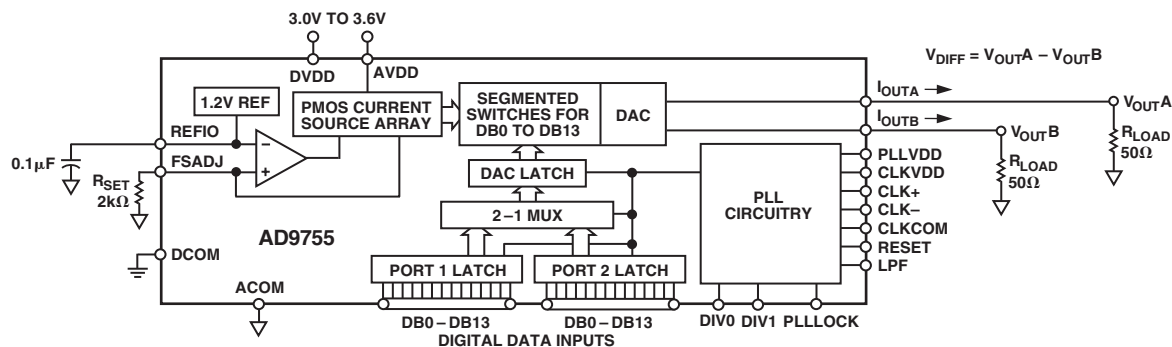 3.0V TO 3.6V
DVDD
AVDD
V_DIFF = V_OUTA – V_OUTB
1.2V REF
PMOS CURRENT
SOURCE ARRAY
SEGMENTED
SWITCHES FOR
DB0 TO DB13
DAC
I_OUTA
V_OUTA
I_OUTB
V_OUTB
R_LOAD
50Ω
R_LOAD
50Ω
REFIO
0.1µF
FSADJ
R_SET
2kΩ
–
+
DAC LATCH
2–1 MUX
PLL
CIRCUITRY
PLLVDD
CLKVDD
CLK+
CLK–
CLKCOM
RESET
LPF
AD9755
DCOM
ACOM
PORT 1 LATCH
PORT 2 LATCH
DB0–DB13
DB0–DB13
DIGITAL DATA INPUTS
DIV0
DIV1
PLLLOCK